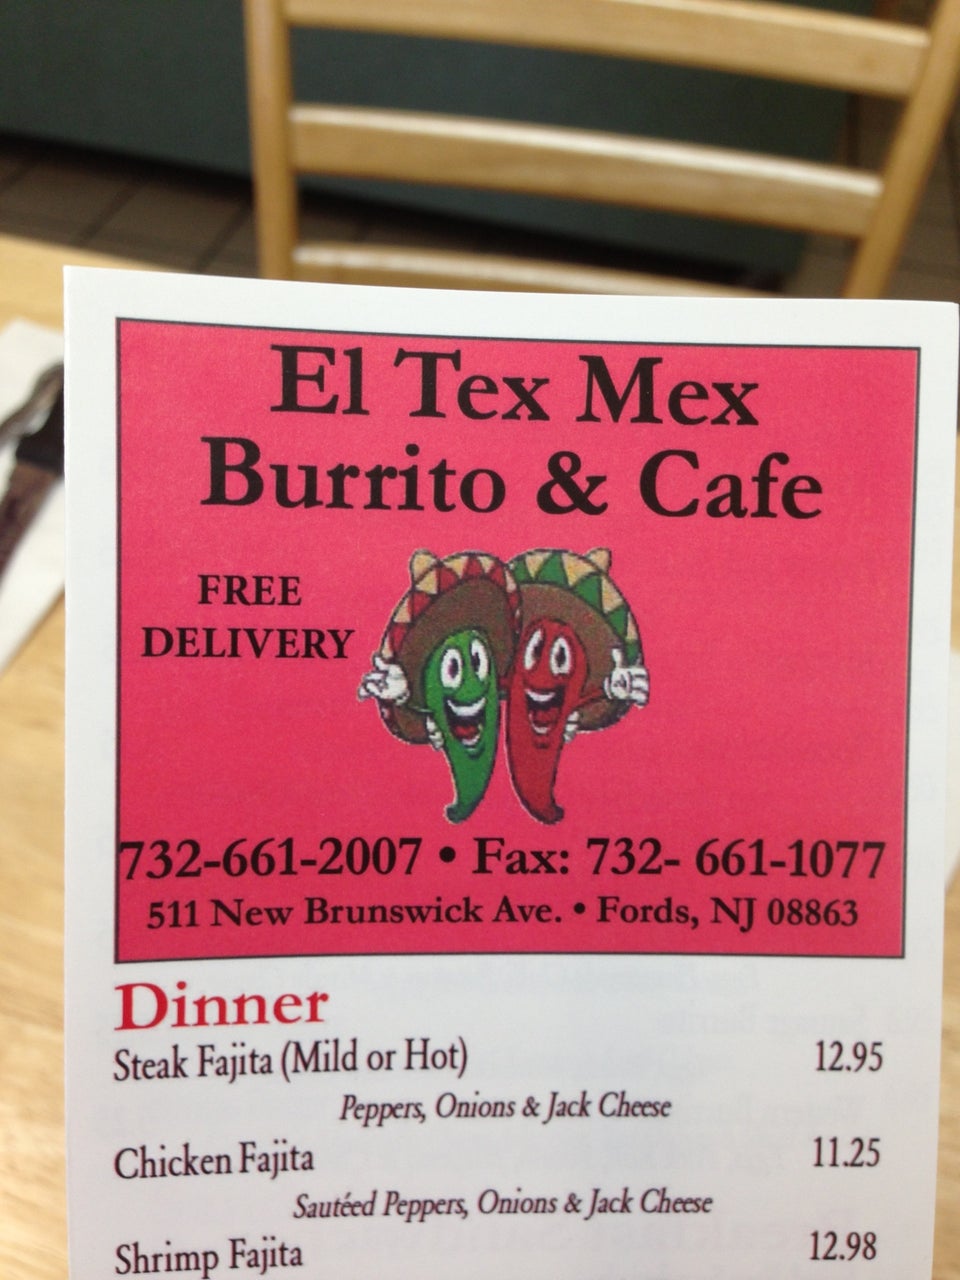 El Tex Mex
Burrito & Cafe
FREE
DELIVERY
732-661-2007 • Fax: 732- 661-1077
511 New Brunswick Ave. • Fords, NJ 08863
Dinner
Steak Fajita (Mild or Hot) 12.95
Peppers, Onions & Jack Cheese
Chicken Fajita 11.25
Sautéed Peppers, Onions & Jack Cheese
Shrimp Fajita 12.98